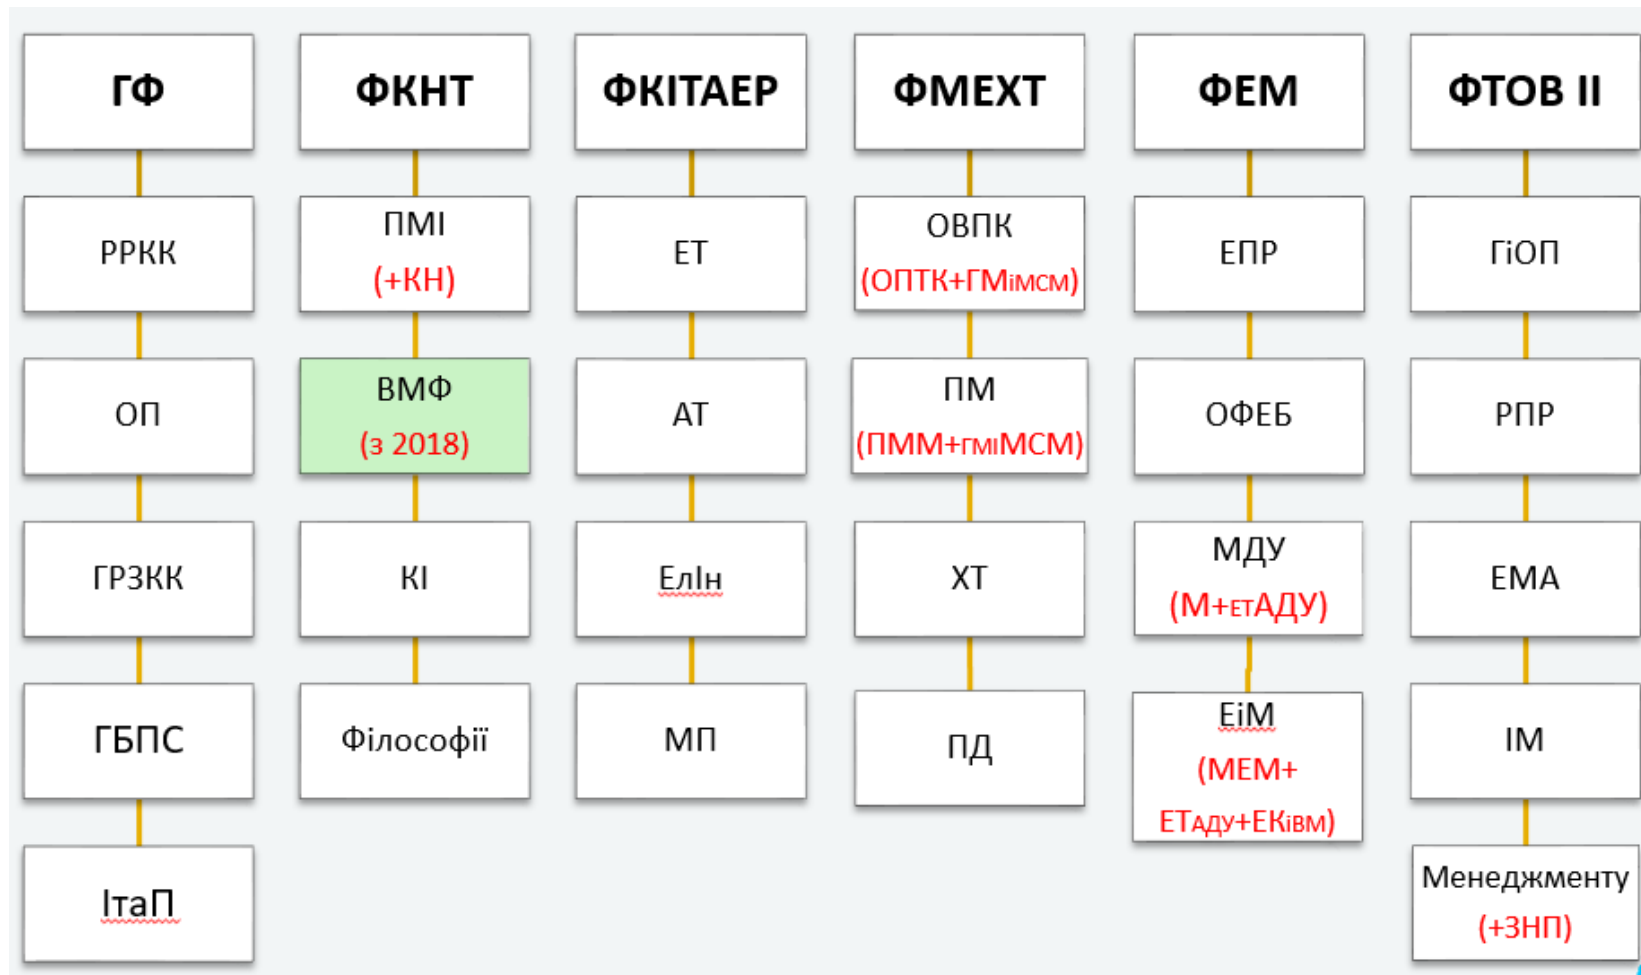 ГФ
РРКК
ОП
ГРЗКК
ГБПС
ІтаП
ФКНТ
ПМІ
(+КН)
ВМФ
(з 2018)
КІ
Філософії
ФКІТАЕР
ЕТ
АТ
ЕлІн
МП
ФМЕХТ
ОВПК
(ОПТК+ГМіМСМ)
ПМ
(ПММ+ГМІМСМ)
ХТ
ПД
ФЕМ
ЕПР
ОФЕБ
МДУ
(М+ЕТАДУ)
ЕіМ
(МЕМ+
ЕТАДУ+ЕКіВМ)
ФТОВ ІІ
ГіОП
РПР
ЕМА
ІМ
Менеджменту
(+ЗНП)